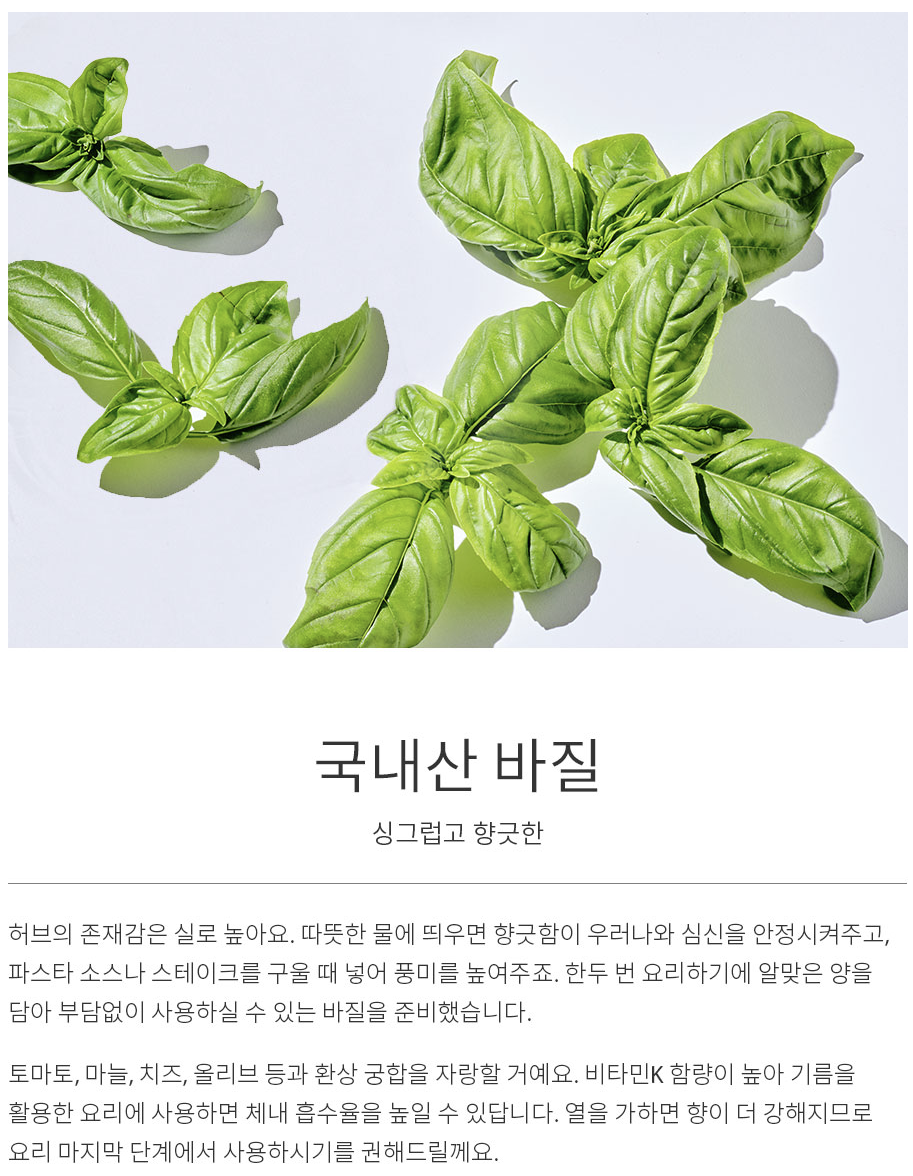 국내산 바질
싱그럽고 향긋한
허브의 존재감은 실로 높아요. 따뜻한 물에 띄우면 향긋함이 우러나와 심신을 안정시켜주고,
파스타 소스나 스테이크를 구울 때 넣어 풍미를 높여주죠. 한두 번 요리하기에 알맞은 양을
담아 부담없이 사용하실 수 있는 바질을 준비했습니다.
토마토, 마늘, 치즈, 올리브 등과 환상 궁합을 자랑할 거예요. 비타민K 함량이 높아 기름을
활용한 요리에 사용하면 체내 흡수율을 높일 수 있답니다. 열을 가하면 향이 더 강해지므로
요리 마지막 단계에서 사용하시기를 권해드릴께요.